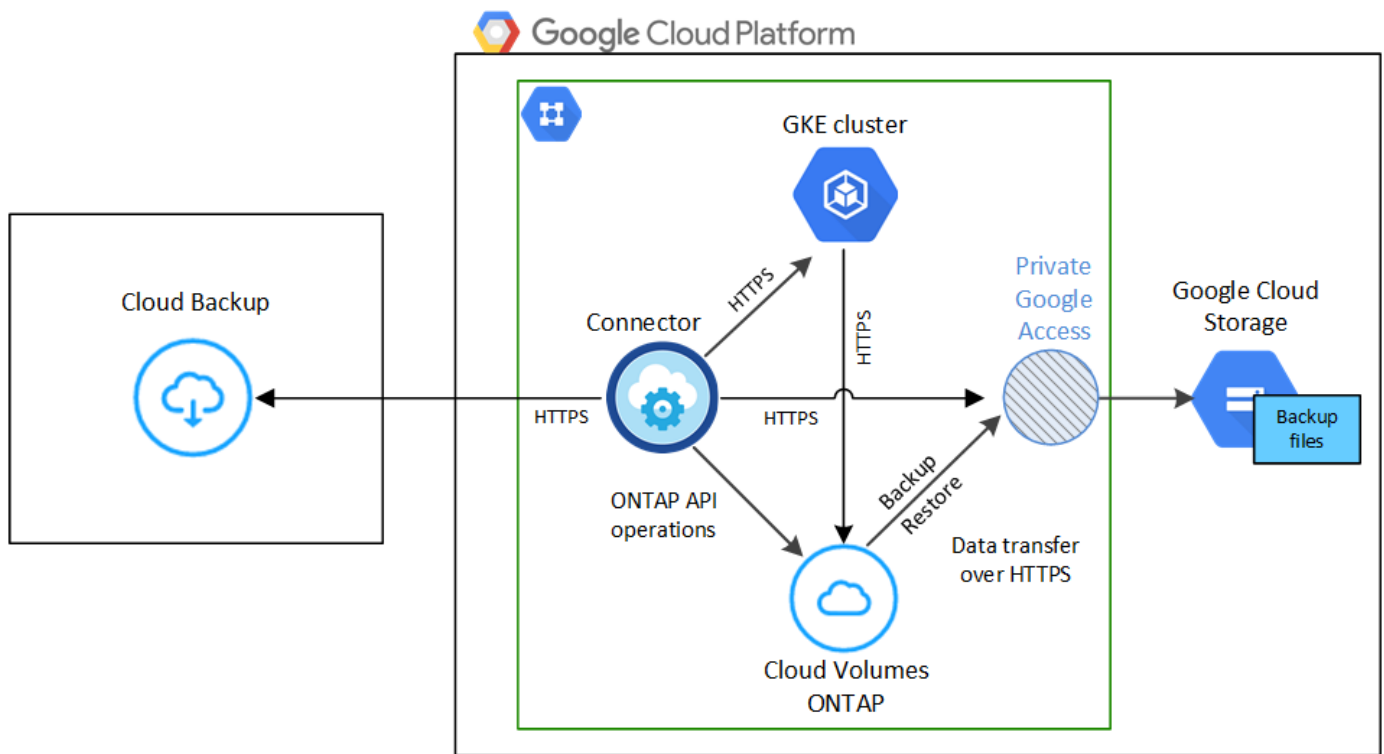 Google Cloud Platform
GKE cluster
Private
Google
Access
Google Cloud
Storage
Backup
files
Cloud Backup
Connector
HTTPS
HTTPS
HTTPS
HTTPS
ONTAP API
operations
Backup
Restore
Data transfer
over HTTPS
Cloud Volumes
ONTAP